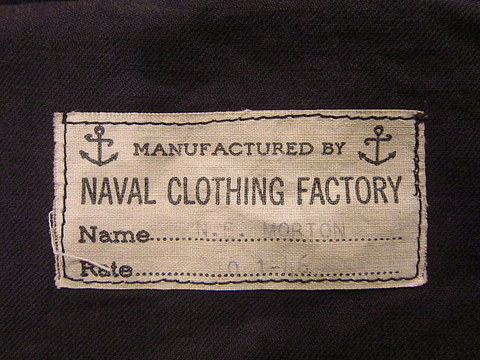 MANUFACTURED BY
NAVAL CLOTHING FACTORY
Name N.E. MORTON
Rate